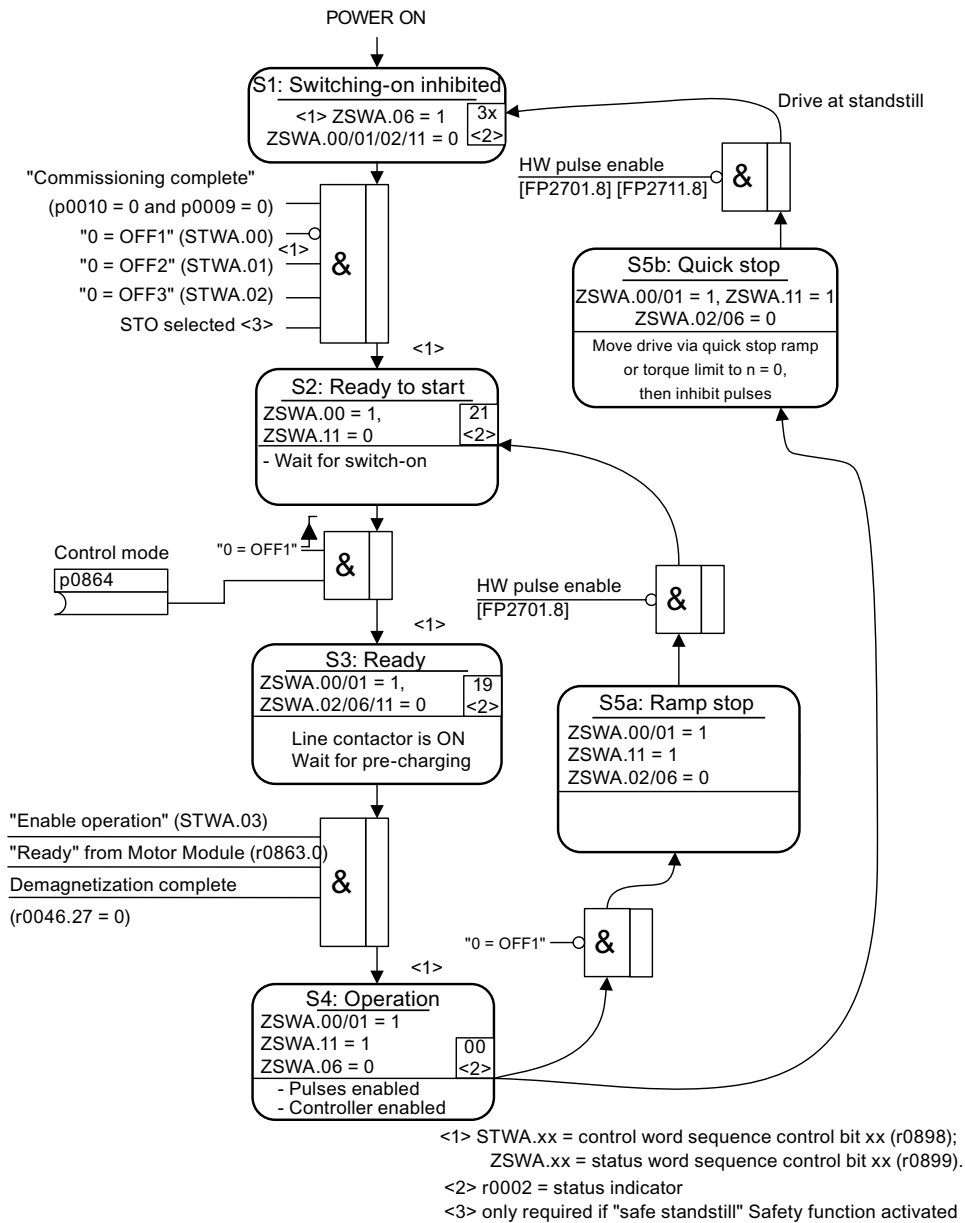 POWER ON
S1: Switching-on inhibited
<1> ZSWA.06 = 1
ZSWA.00/01/02/11 = 0
3x
<2>
Drive at standstill
HW pulse enable
[FP2701.8] [FP2711.8]
&
"Commissioning complete"
(p0010 = 0 and p0009 = 0)
"0 = OFF1" (STWA.00)
<1>
"0 = OFF2" (STWA.01)
"0 = OFF3" (STWA.02)
STO selected <3>
&
<1>
S5b: Quick stop
ZSWA.00/01 = 1, ZSWA.11 = 1
ZSWA.02/06 = 0
Move drive via quick stop ramp
or torque limit to n = 0,
then inhibit pulses
S2: Ready to start
ZSWA.00 = 1,
ZSWA.11 = 0
21
<2>
- Wait for switch-on
"0 = OFF1"
&
Control mode
p0864
<1>
HW pulse enable
[FP2701.8]
&
S3: Ready
ZSWA.00/01 = 1,
ZSWA.02/06/11 = 0
19
<2>
Line contactor is ON
Wait for pre-charging
S5a: Ramp stop
ZSWA.00/01 = 1
ZSWA.11 = 1
ZSWA.02/06 = 0
"Enable operation" (STWA.03)
"Ready" from Motor Module (r0863.0)
Demagnetization complete
(r0046.27 = 0)
&
<1>
"0 = OFF1"
&
S4: Operation
ZSWA.00/01 = 1
ZSWA.11 = 1
ZSWA.06 = 0
00
<2>
- Pulses enabled
- Controller enabled
<1> STWA.xx = control word sequence control bit xx (r0898);
ZSWA.xx = status word sequence control bit xx (r0899).
<2> r0002 = status indicator
<3> only required if "safe standstill" Safety function activated